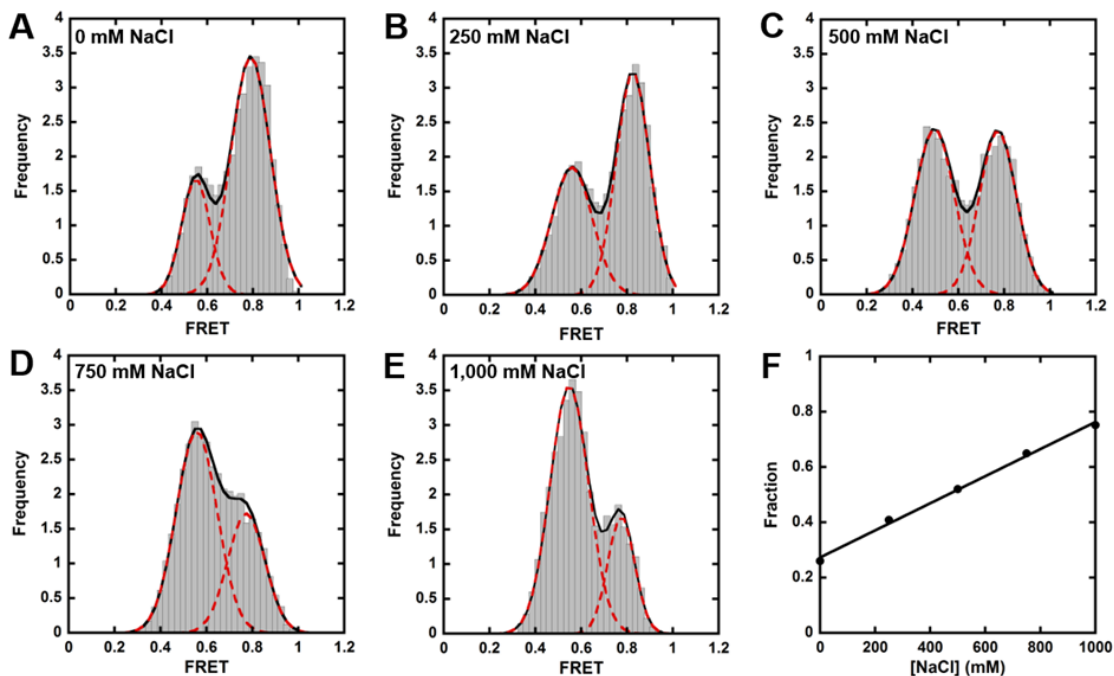 A
0 mM NaCl
4
3.5
3
2.5
2
1.5
1
0.5
0
Frequency
0 0.2 0.4 0.6 0.8 1 1.2
FRET
B
250 mM NaCl
4
3.5
3
2.5
2
1.5
1
0.5
0
Frequency
0 0.2 0.4 0.6 0.8 1 1.2
FRET
C
500 mM NaCl
4
3.5
3
2.5
2
1.5
1
0.5
0
Frequency
0 0.2 0.4 0.6 0.8 1 1.2
FRET
D
750 mM NaCl
4
3.5
3
2.5
2
1.5
1
0.5
0
Frequency
0 0.2 0.4 0.6 0.8 1 1.2
FRET
E
1,000 mM NaCl
4
3.5
3
2.5
2
1.5
1
0.5
0
Frequency
0 0.2 0.4 0.6 0.8 1 1.2
FRET
F
1
0.8
0.6
0.4
0.2
0
Fraction
0 200 400 600 800 1000
[NaCl] (mM)